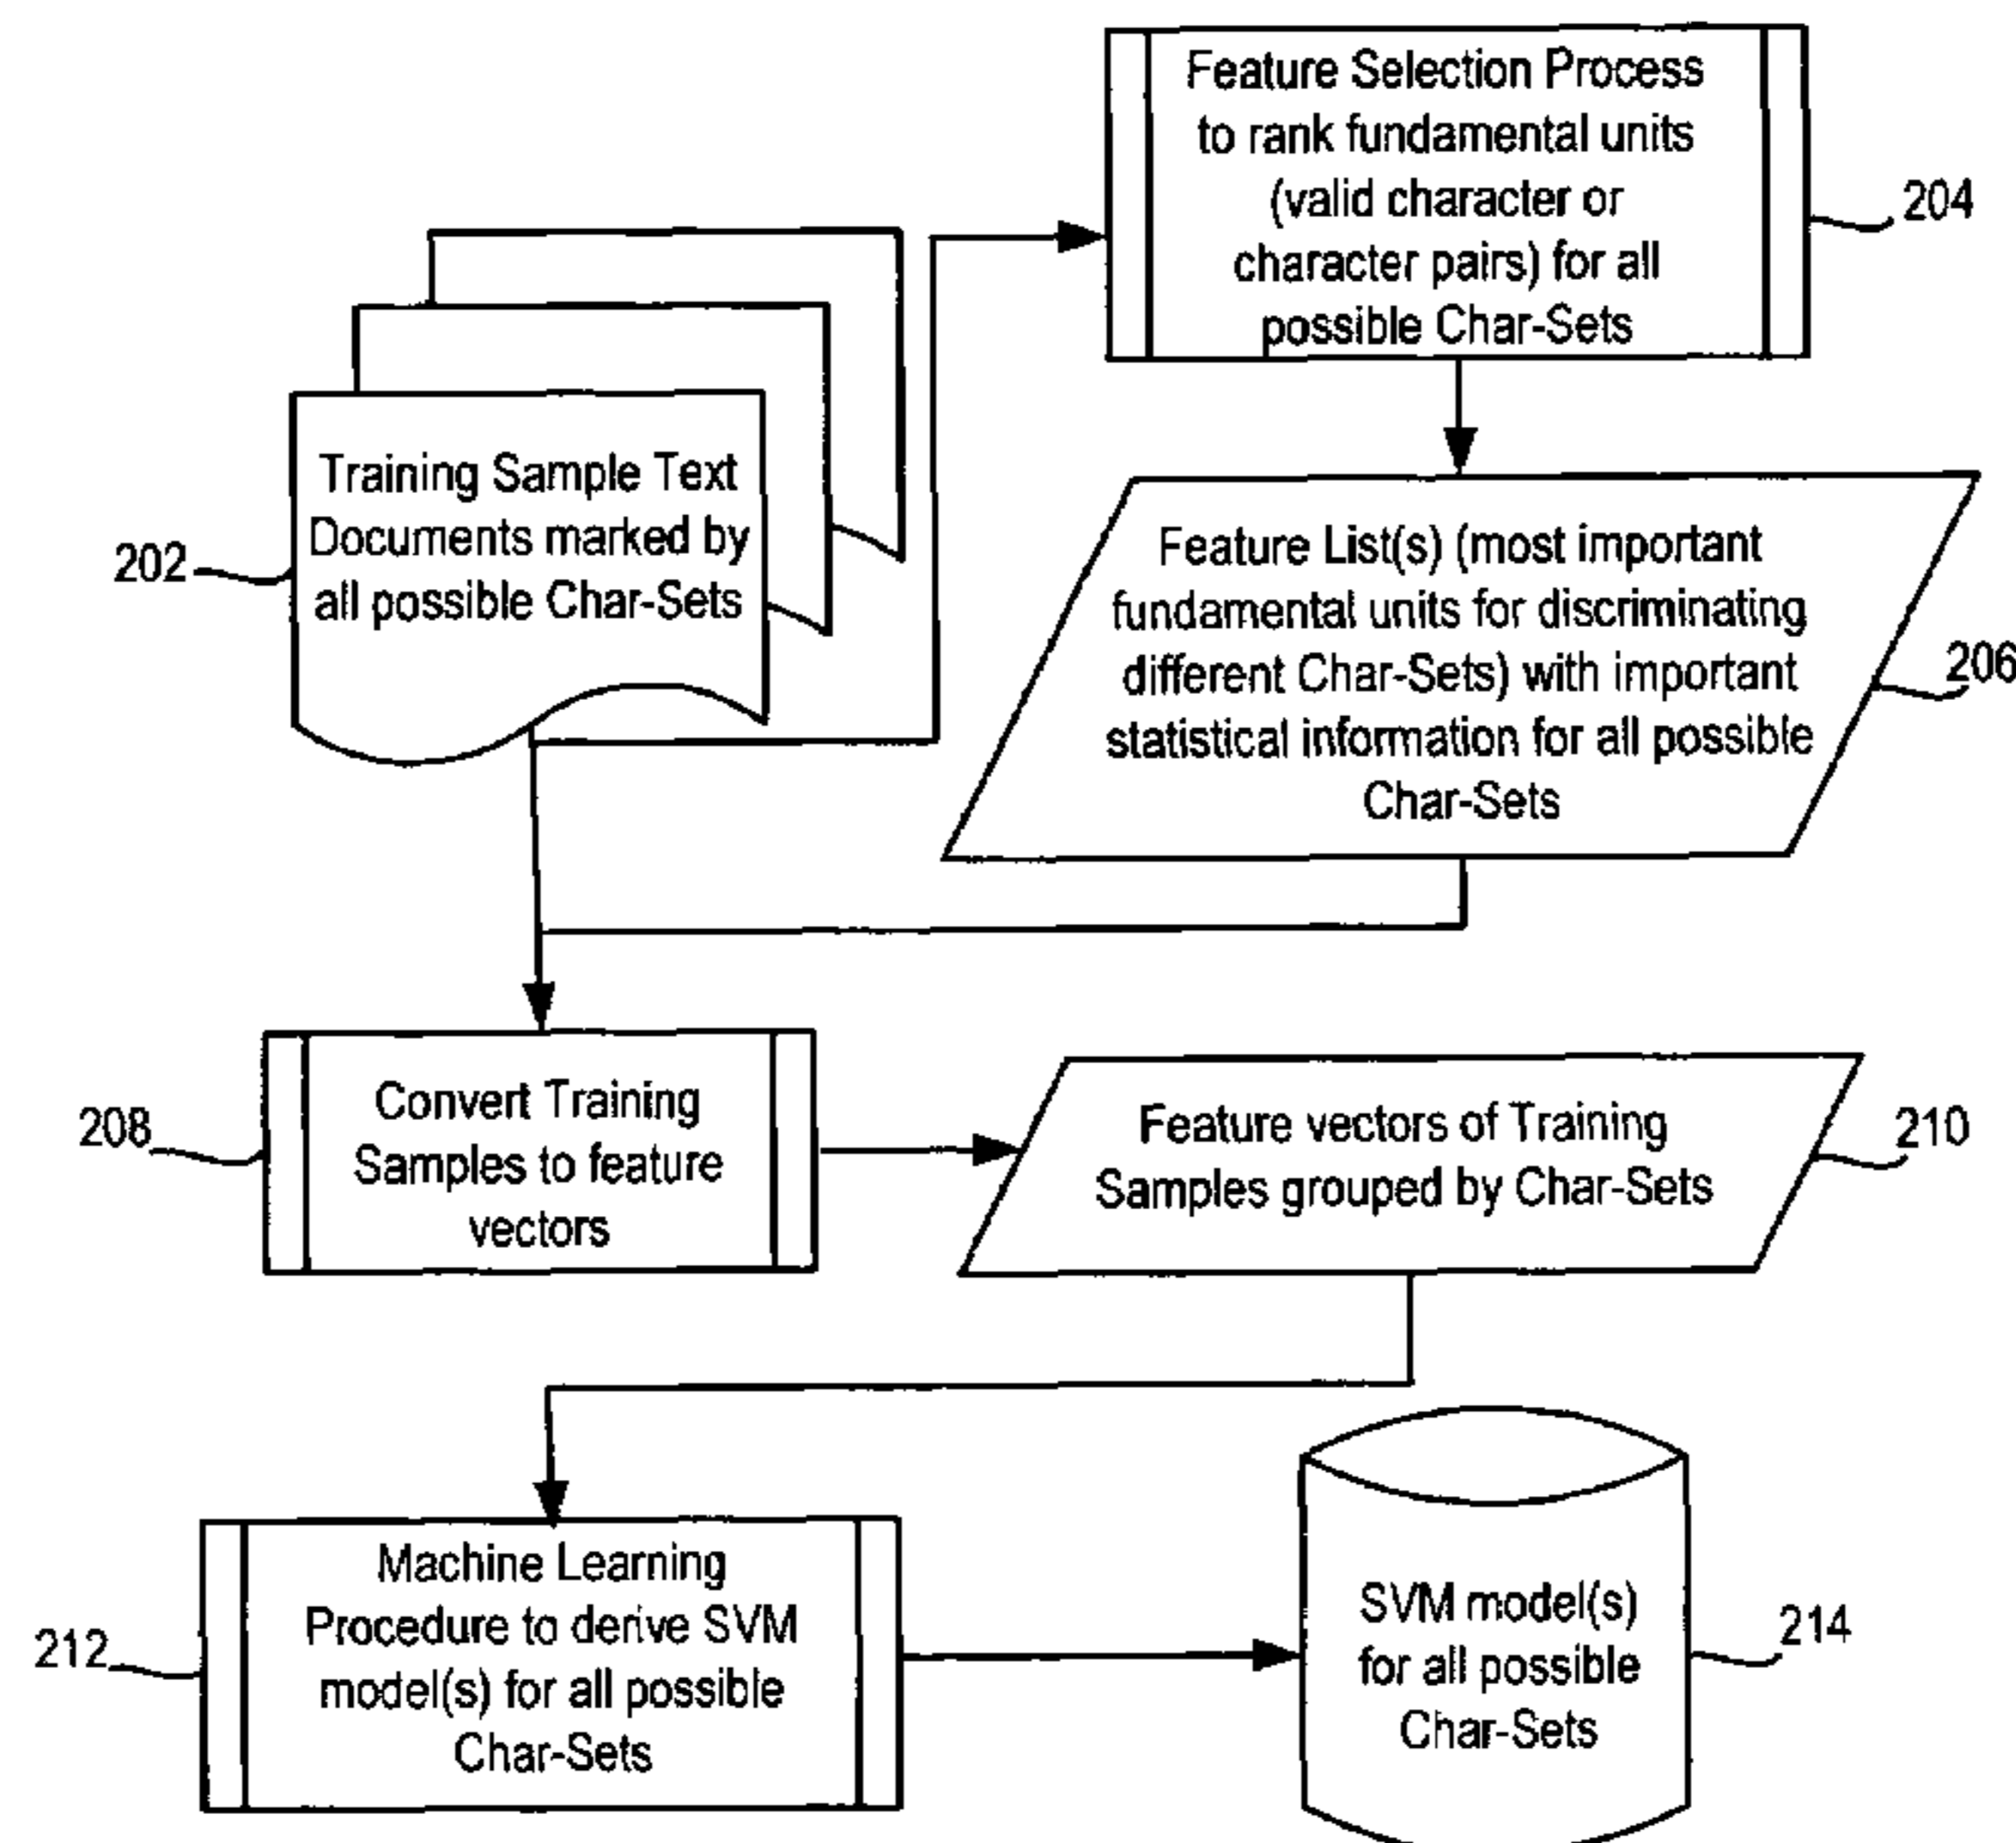 Feature Selection Process
to rank fundamental units
(valid character or
character pairs) for all
possible Char-Sets
204
Training Sample Text
Documents marked by
all possible Char-Sets
202
Feature List(s) (most important
fundamental units for discriminating
different Char-Sets) with important
statistical information for all possible
Char-Sets
206
208
Convert Training
Samples to feature
vectors
Feature vectors of Training
Samples grouped by Char-Sets
210
212
Machine Learning
Procedure to derive SVM
model(s) for all possible
Char-Sets
SVM model(s)
for all possible
Char-Sets
214